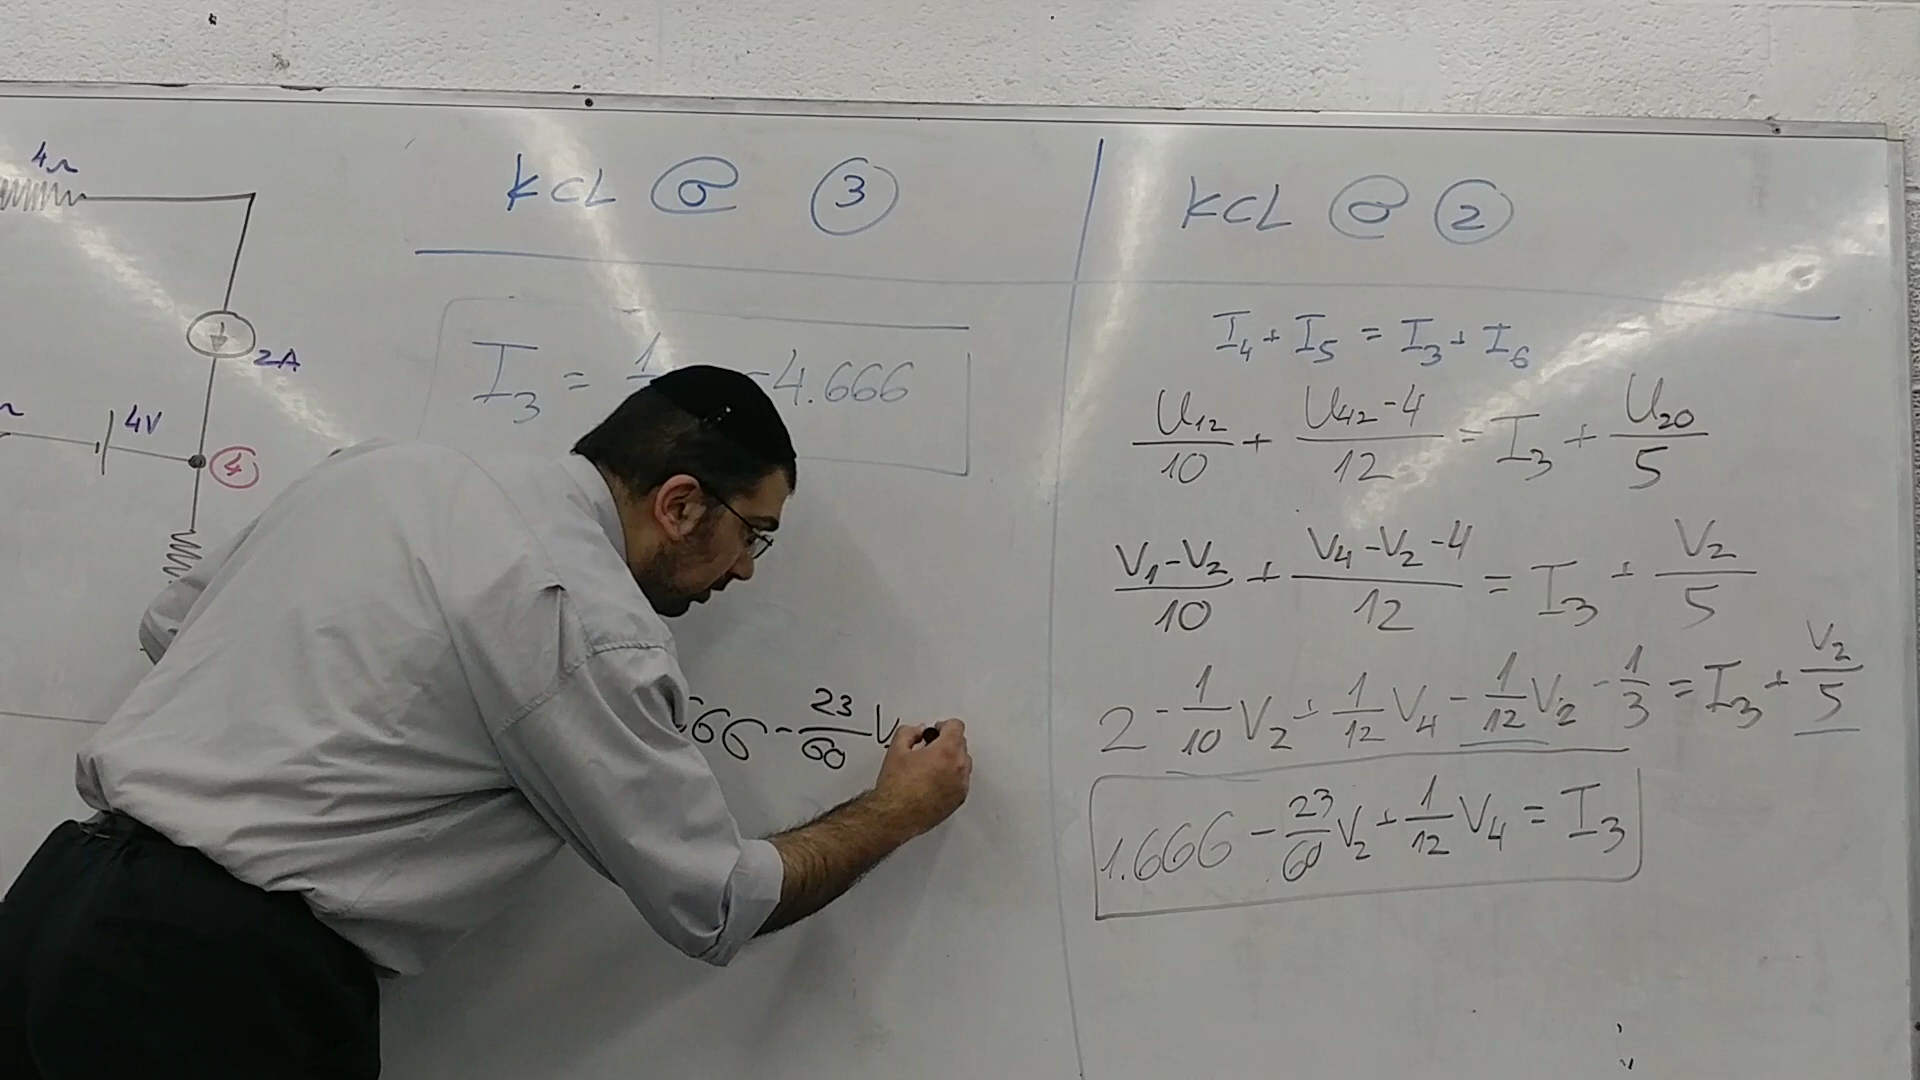 4Ω
2A
4V
4
KCL @ 3
I₃ = 1 -4.666
66 - 23/60 V
KCL @ 2
I₄ + I₅ = I₃ + I₆
U₁₂/10 + U₄₂-4/12 = I₃ + U₂₀/5
V₁-V₂/10 + V₄-V₂-4/12 = I₃ + V₂/5
2 - 1/10 V₂ + 1/12 V₄ - 1/12 V₂ - 1/3 = I₃ + V₂/5
1.666 - 23/60 V₂ + 1/12 V₄ = I₃